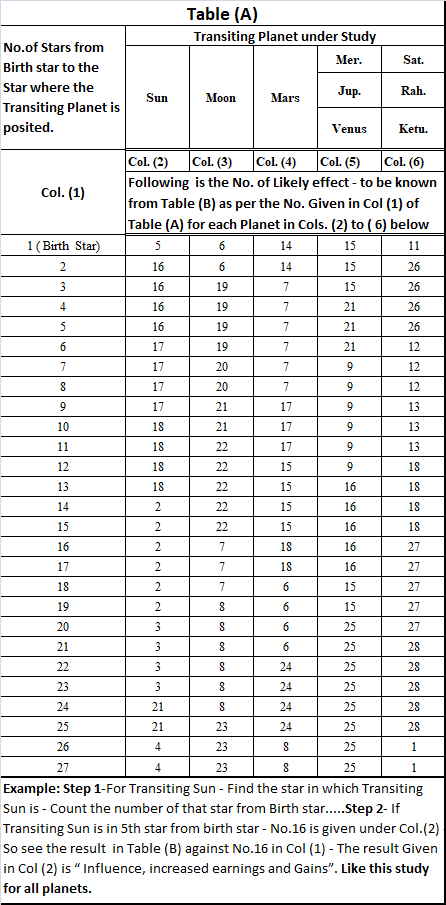 Table (A)
No.of Stars from Birth star to the Star where the Transiting Planet is posited.
Transiting Planet under Study
Sun Moon Mars Mer. Sat.
Jup. Rah.
Venus Ketu.
Col. (1)
Col. (2) Col. (3) Col. (4) Col. (5) Col. (6)
Following is the No. of Likely effect - to be known
from Table (B) as per the No. Given in Col (1) of
Table (A) for each Planet in Cols. (2) to ( 6) below
1 ( Birth Star) 5 6 14 15 11
2 16 6 14 15 26
3 16 19 7 15 26
4 16 19 7 21 26
5 16 19 7 21 26
6 17 19 7 21 12
7 17 20 7 9 12
8 17 20 7 9 12
9 17 21 17 9 13
10 18 21 17 9 13
11 18 22 17 9 13
12 18 22 15 9 18
13 18 22 15 16 18
14 2 22 15 16 18
15 2 22 15 16 18
16 2 7 18 16 27
17 2 7 18 16 27
18 2 7 6 15 27
19 2 8 6 15 27
20 3 8 6 25 27
21 3 8 6 25 28
22 3 8 24 25 28
23 3 8 24 25 28
24 21 8 24 25 28
25 21 23 24 25 28
26 4 23 8 25 1
27 4 23 8 25 1
Example: Step 1-For Transiting Sun - Find the star in which Transiting
Sun is - Count the number of that star from Birth star.....Step 2- If
Transiting Sun is in 5th star from birth star - No.16 is given under Col.(2)
So see the result in Table (B) against No.16 in Col (1) - The result Given
in Col (2) is “ Influence, increased earnings and Gains”. Like this study
for all planets.